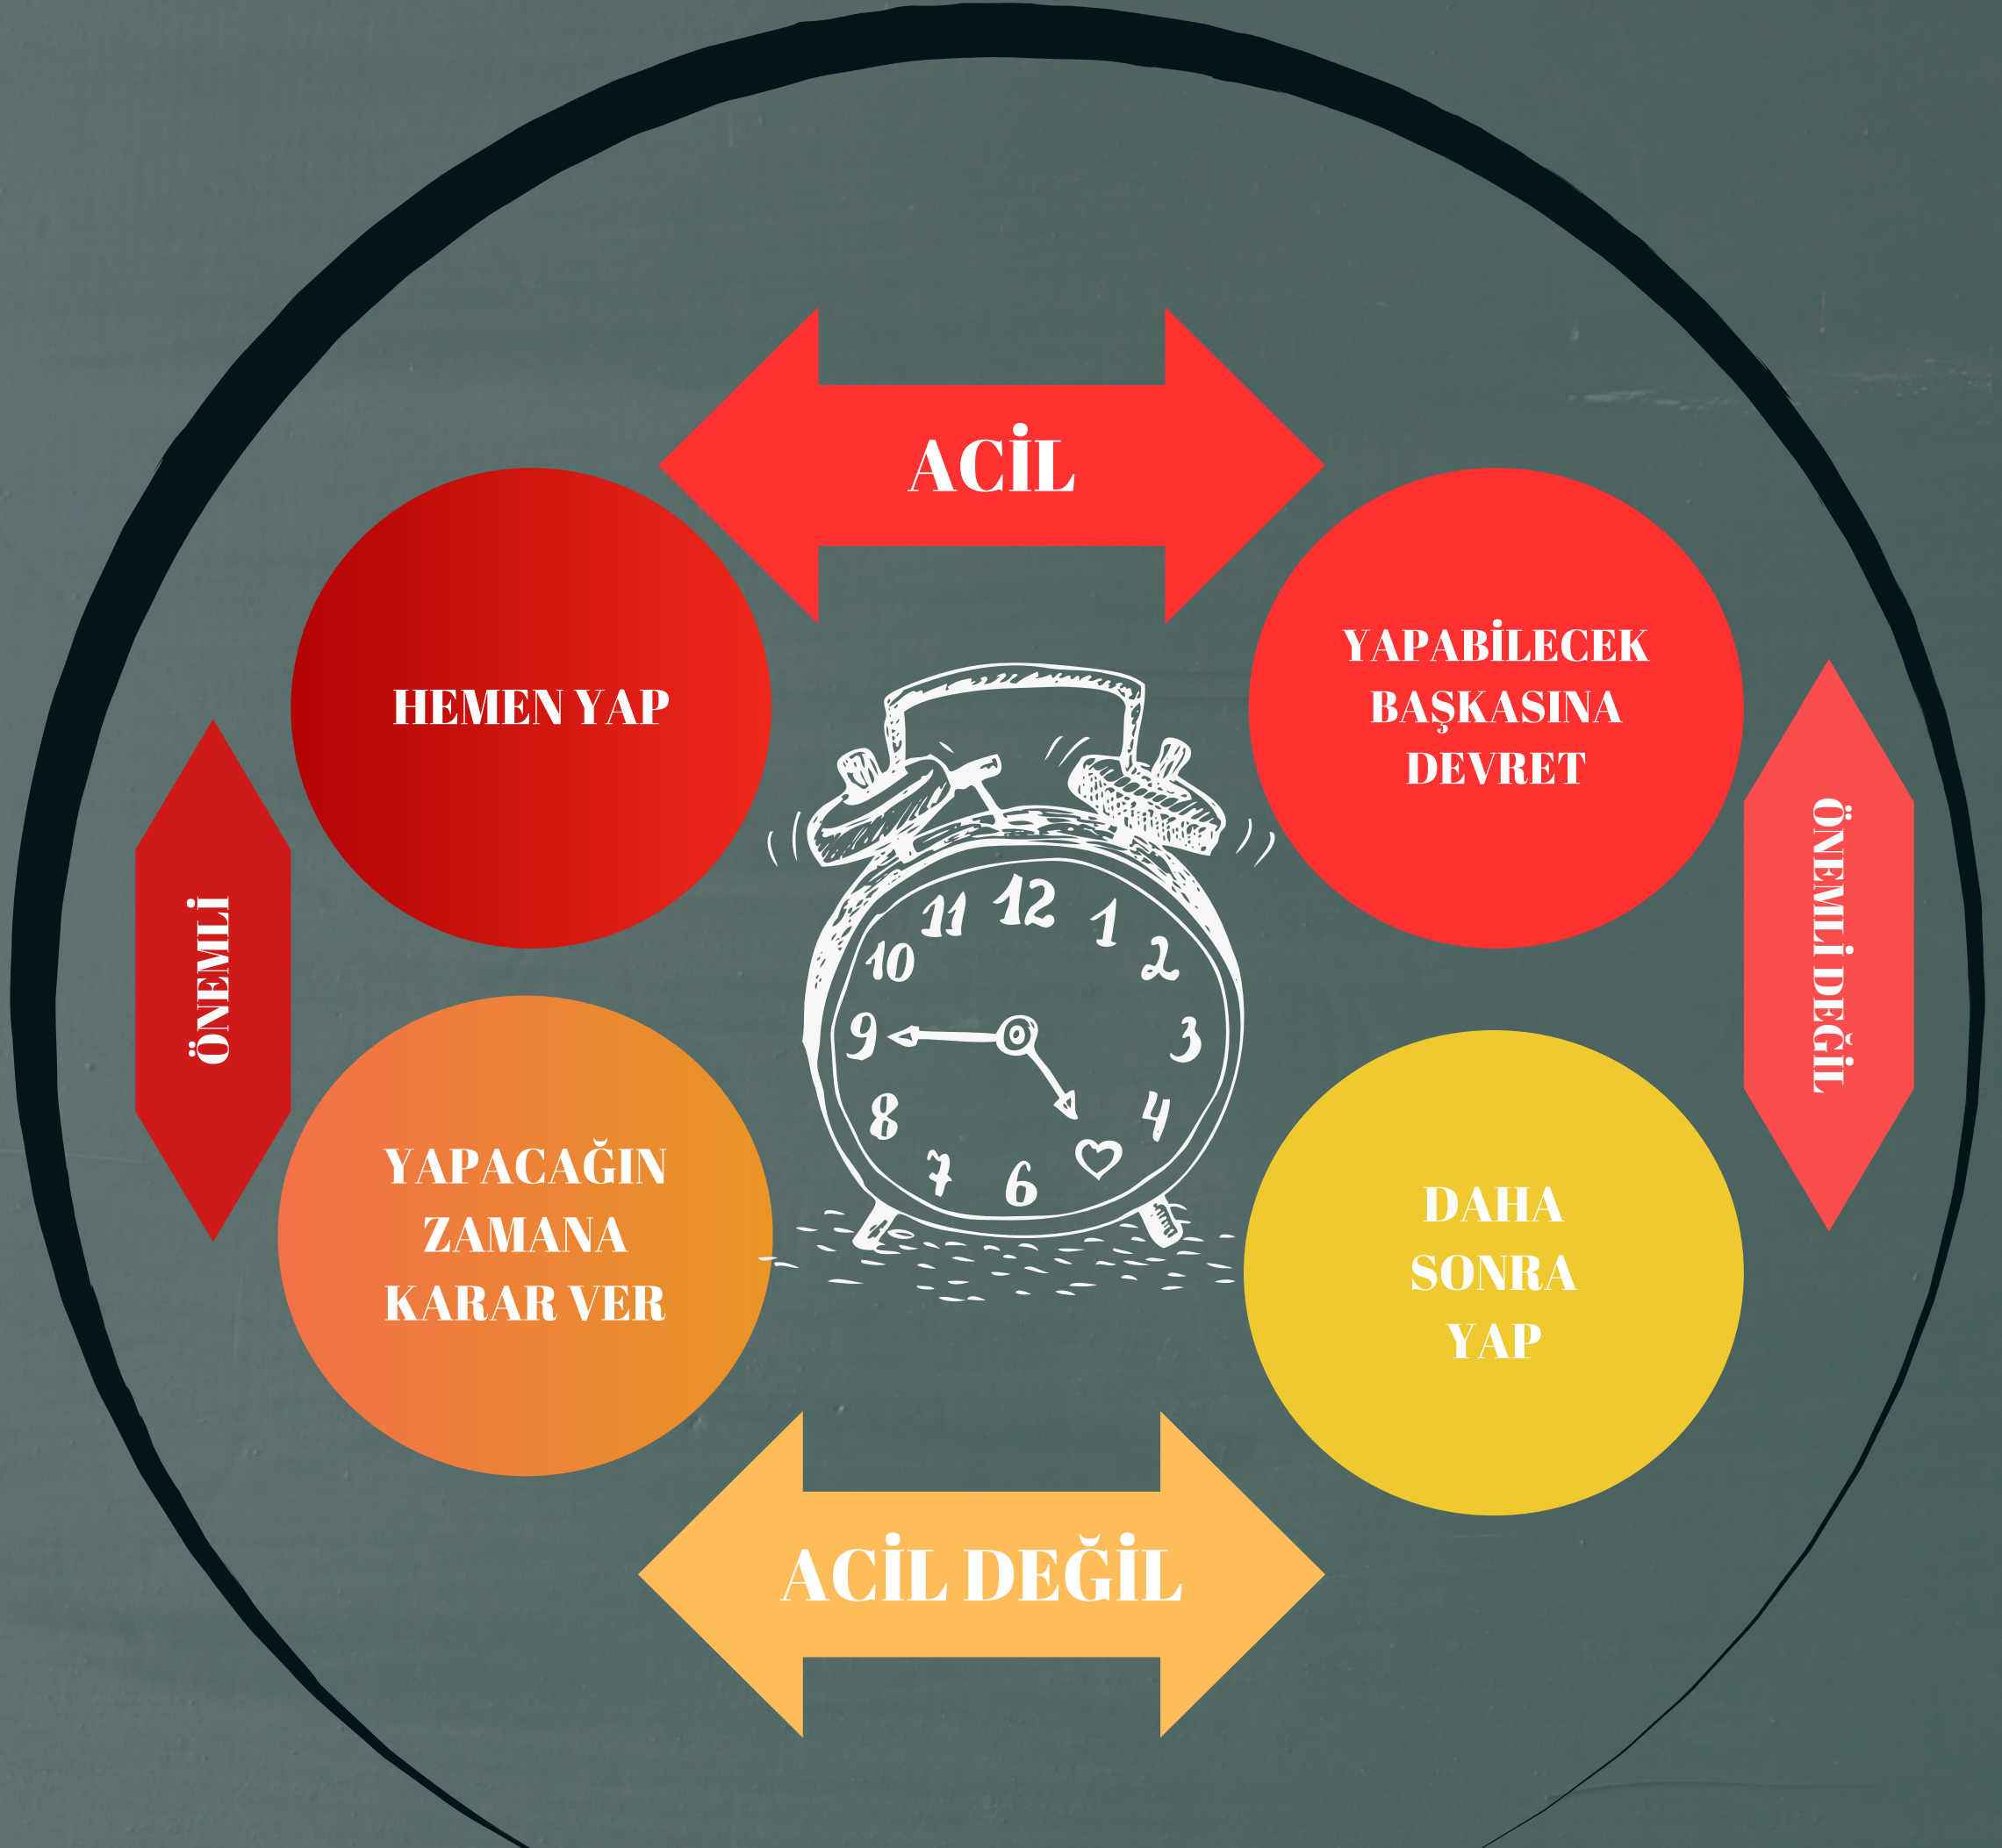 ACİL
HEMEN YAP
YAPABİLECEK
BAŞKASINA
DEVRET
ÖNEMLİ
ÖNEMLİ DEĞİL
12
11
1
10
2
9
3
8
4
7
6
YAPACAĞIN
ZAMANA
KARAR VER
DAHA
SONRA
YAP
ACİL DEĞİL